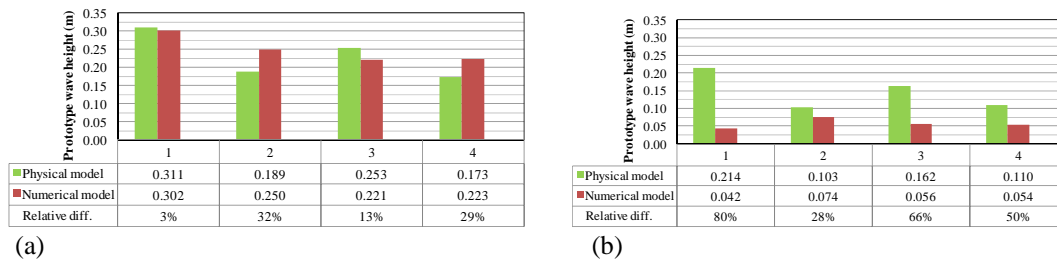 Prototype wave height (m)
0.35
0.30
0.25
0.20
0.15
0.10
0.05
0.00
1 2 3 4
Physical model 0.311 0.189 0.253 0.173
Numerical model 0.302 0.250 0.221 0.223
Relative diff. 3% 32% 13% 29%
(a)
Prototype wave height (m)
0.35
0.30
0.25
0.20
0.15
0.10
0.05
0.00
1 2 3 4
Physical model 0.214 0.103 0.162 0.110
Numerical model 0.042 0.074 0.056 0.054
Relative diff. 80% 28% 66% 50%
(b)